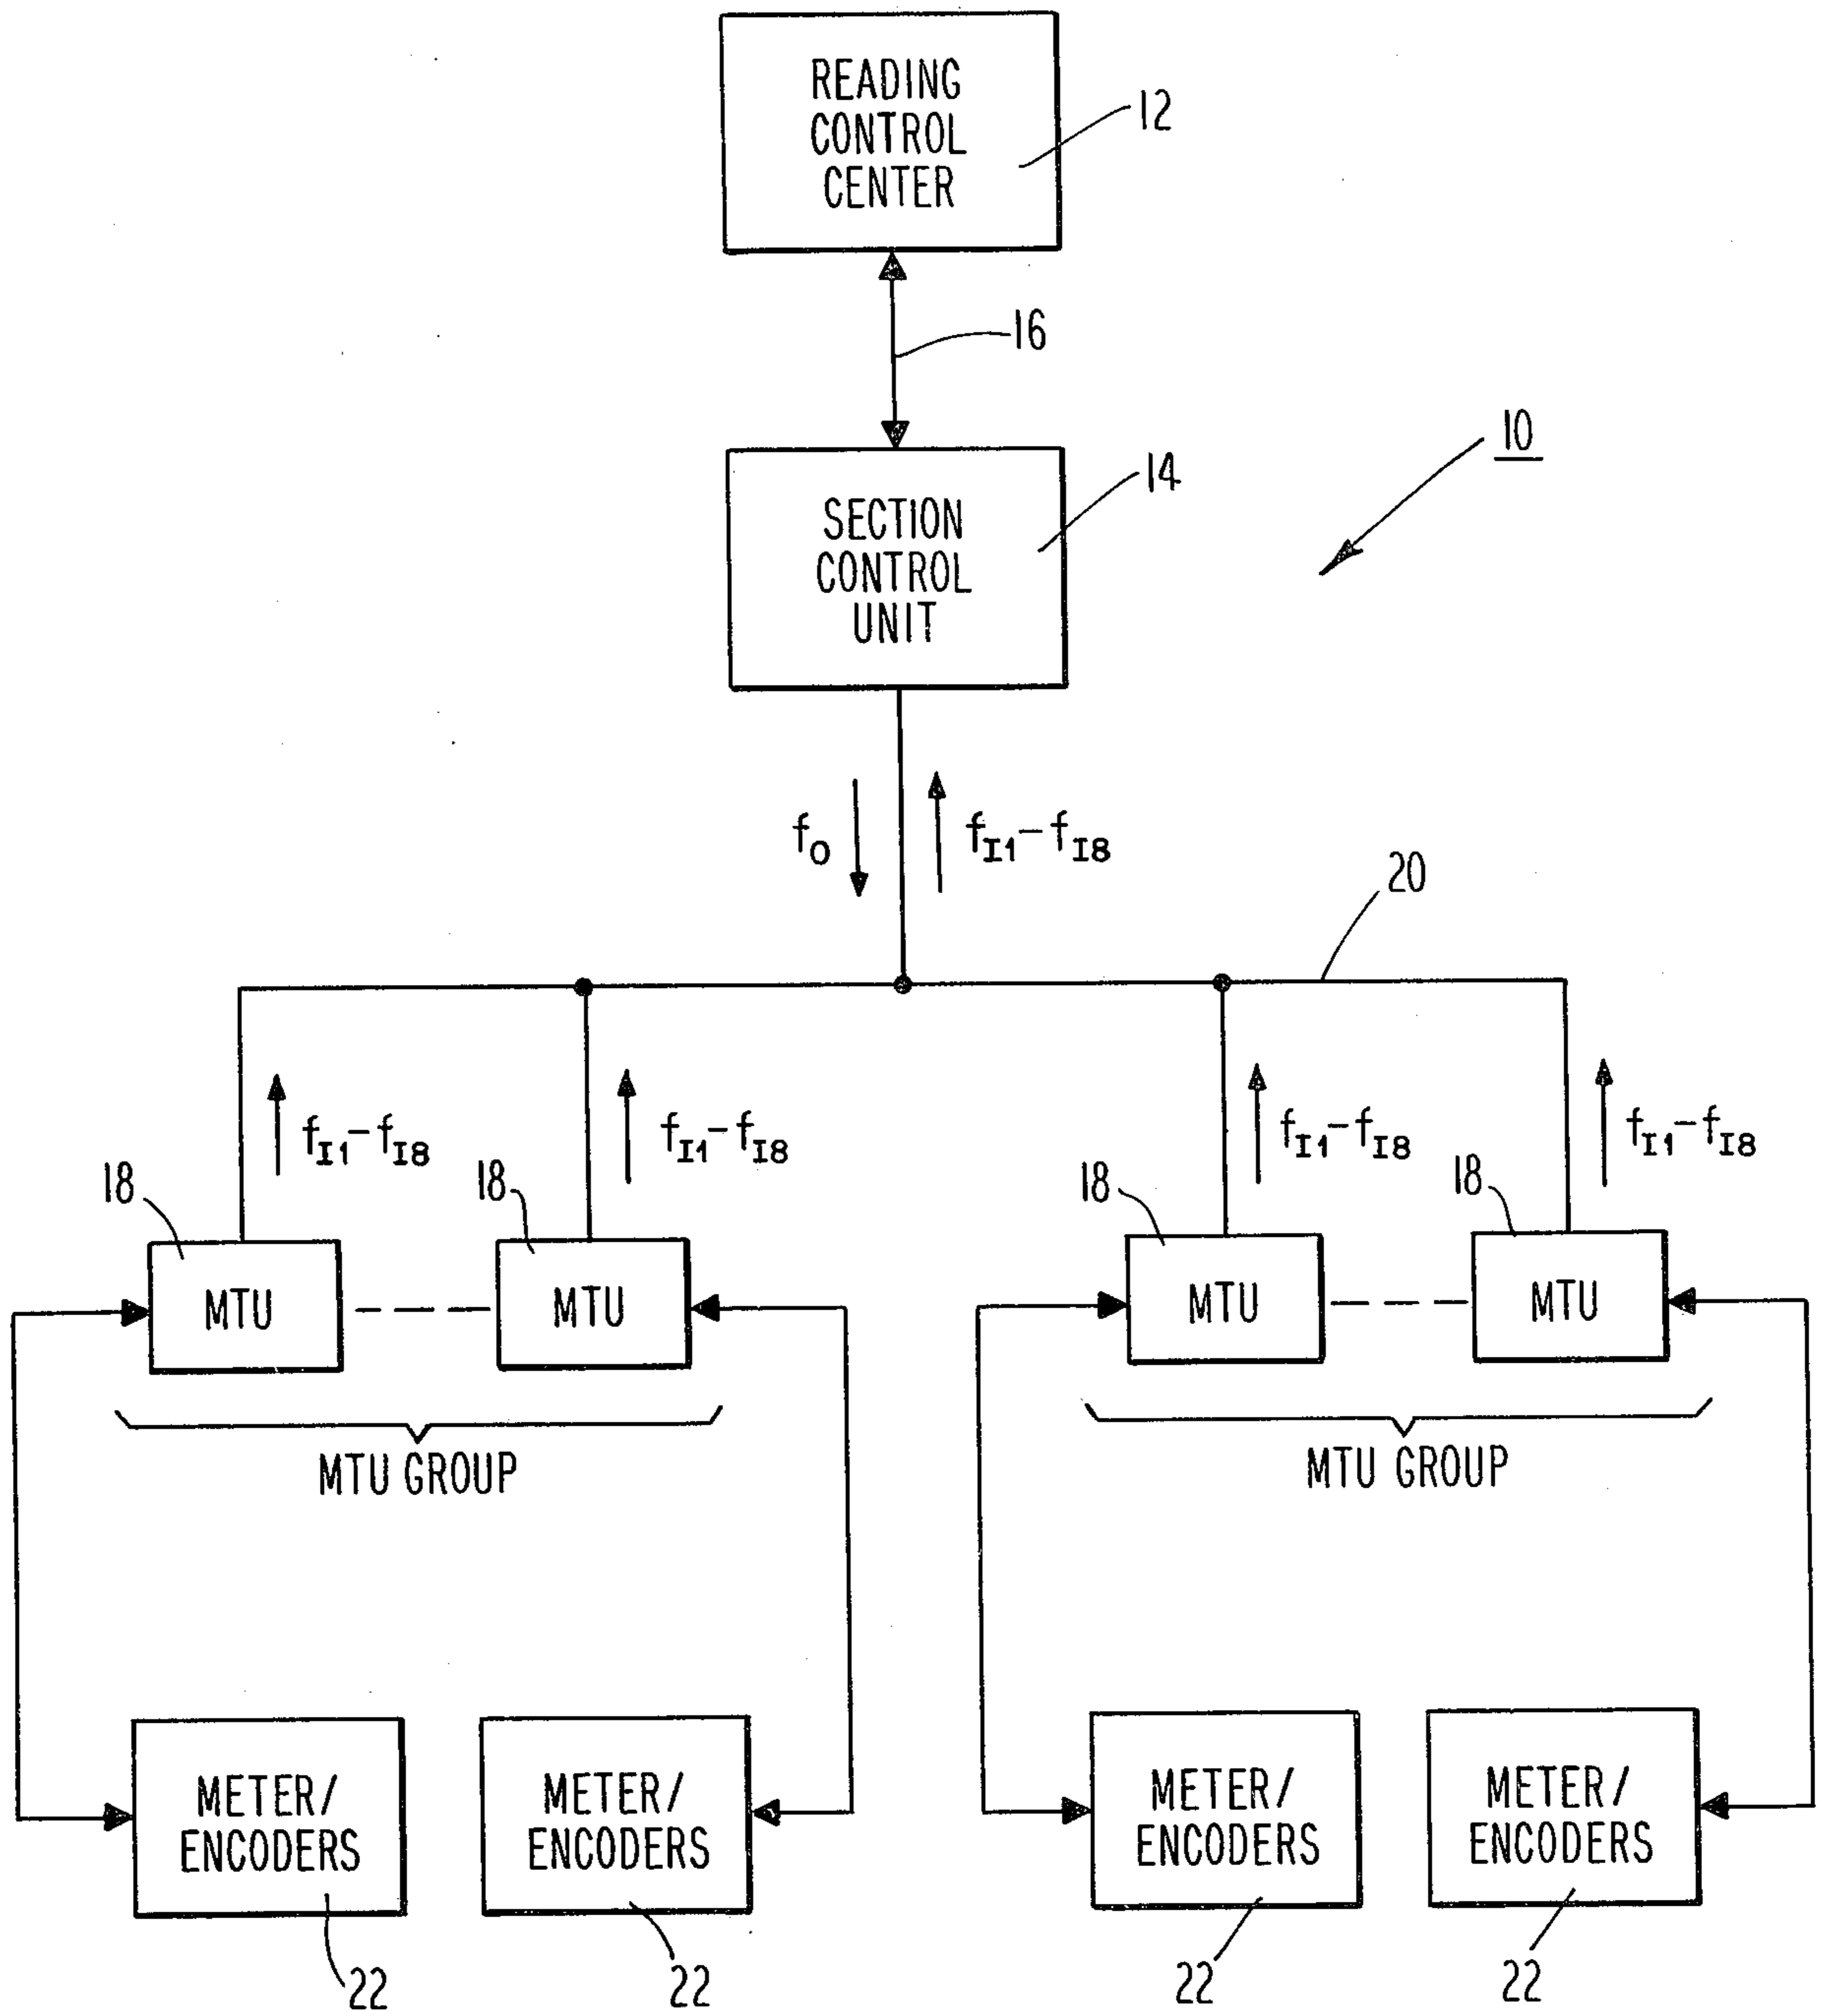 READING
CONTROL
CENTER
12
16
10
SECTION
CONTROL
UNIT
14
fO
fI1–fI8
20
fI1–fI8
fI1–fI8
fI1–fI8
fI1–fI8
18
18
18
18
MTU
MTU
MTU
MTU
MTU GROUP
MTU GROUP
METER/
ENCODERS
METER/
ENCODERS
METER/
ENCODERS
METER/
ENCODERS
22
22
22
22